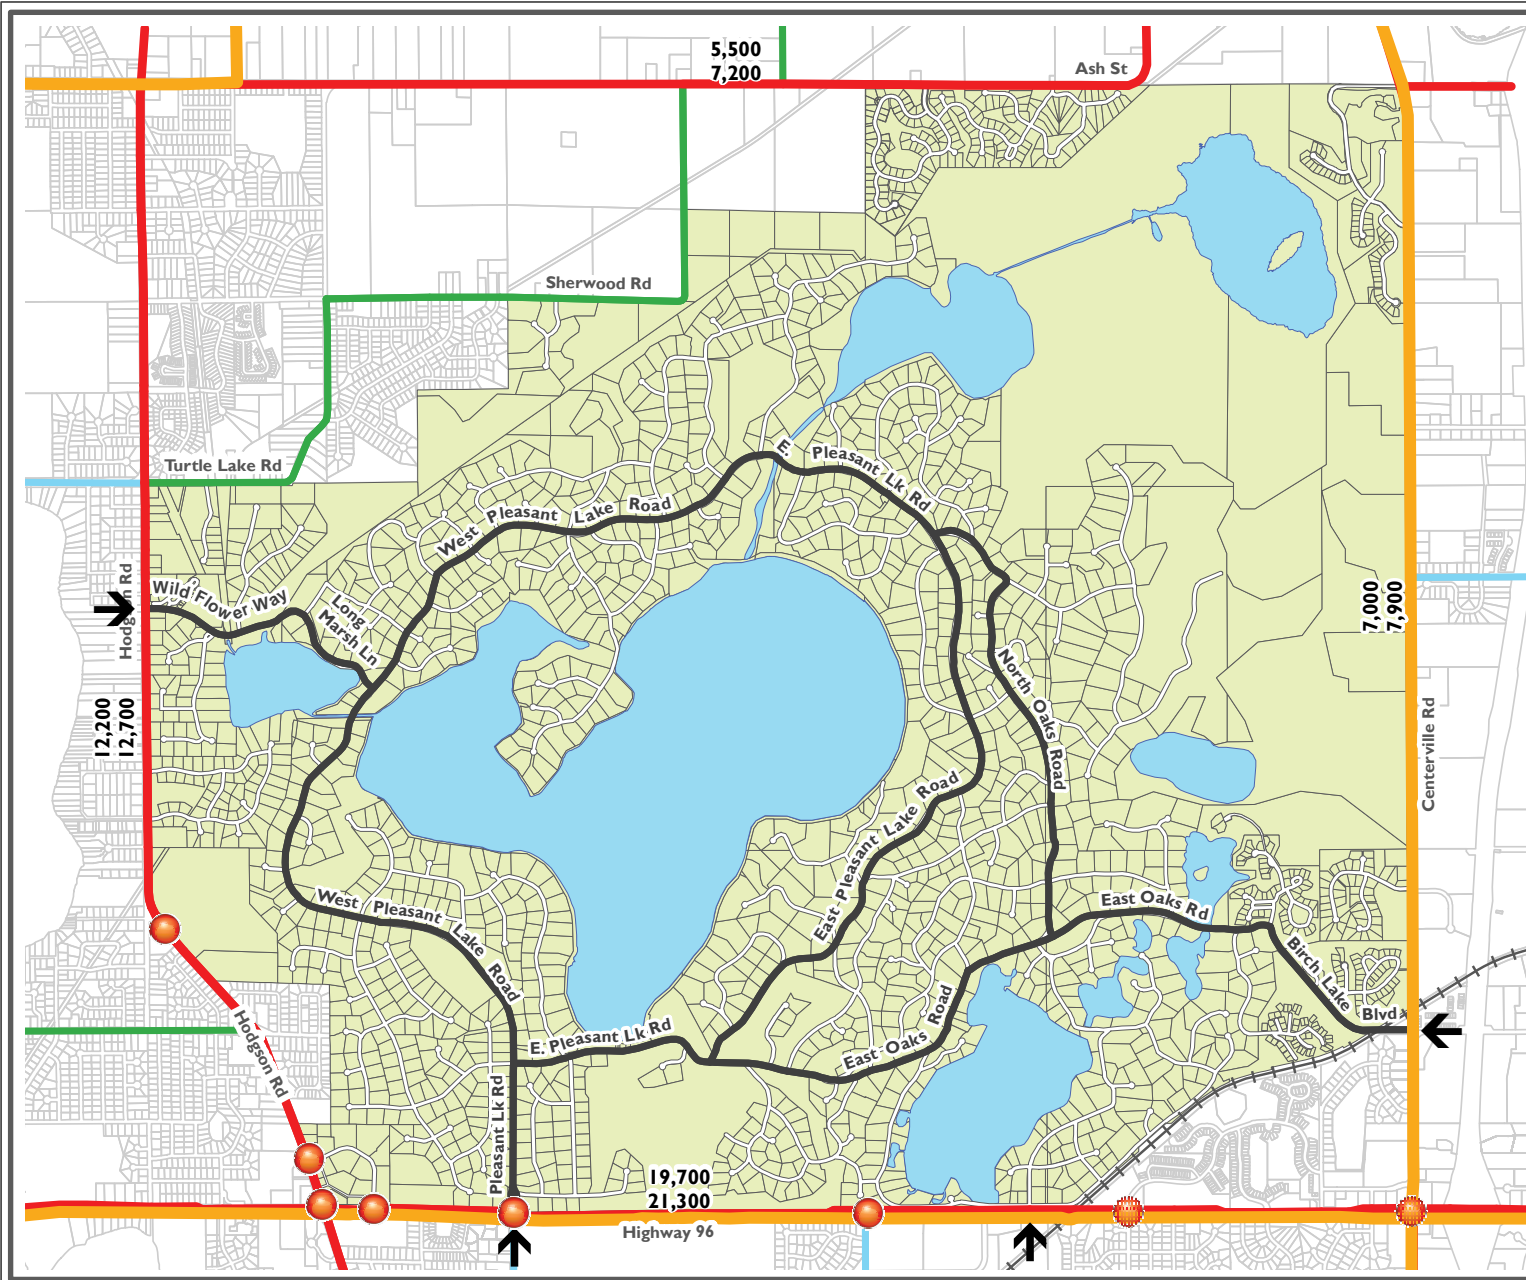 5,500
7,200
Ash St
Sherwood Rd
Turtle Lake Rd
E. Pleasant Lk Rd
West Pleasant Lake Road
Hodgson Rd
Wild Flower Way
Long
Marsh Ln
7,000
7,900
North Oaks Road
12,200
12,700
Centerville Rd
East Pleasant Lake Road
West Pleasant Lake Road
East Oaks Rd
Birch Lake Blvd
Hodgson Rd
E. Pleasant Lk Rd
East Oaks Road
Pleasant Lk Rd
19,700
21,300
Highway 96